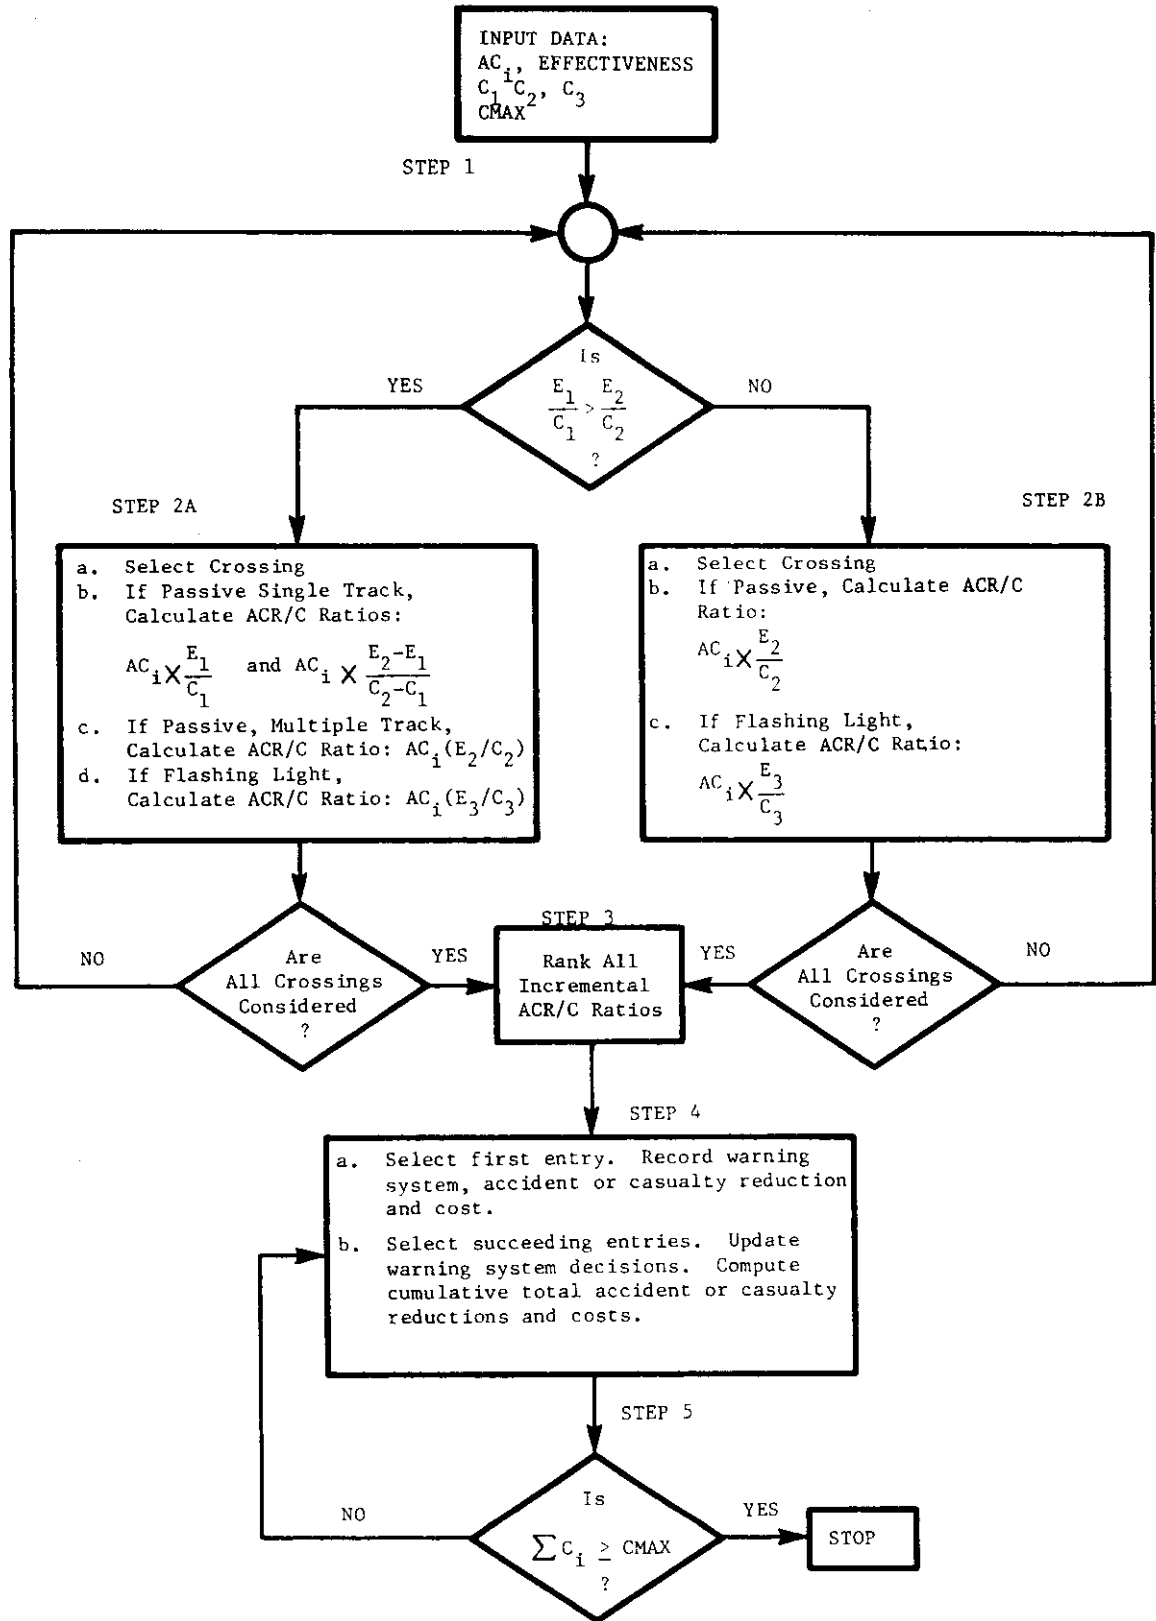 INPUT DATA:
AC_i, EFFECTIVENESS
C_1 C_2, C_3
CMAX
STEP 1
Is
E_1/C_1 > E_2/C_2
?
YES
NO
STEP 2A
a. Select Crossing
b. If Passive Single Track,
Calculate ACR/C Ratios:
AC_i X E_1/C_1 and AC_i X E_2-E_1/C_2-C_1
c. If Passive, Multiple Track,
Calculate ACR/C Ratio: AC_i(E_2/C_2)
d. If Flashing Light,
Calculate ACR/C Ratio: AC_i(E_3/C_3)
STEP 2B
a. Select Crossing
b. If Passive, Calculate ACR/C
Ratio:
AC_i X E_2/C_2
c. If Flashing Light,
Calculate ACR/C Ratio:
AC_i X E_3/C_3
Are
All Crossings
Considered
?
NO
YES
STEP 3
Rank All
Incremental
ACR/C Ratios
YES
Are
All Crossings
Considered
?
NO
STEP 4
a. Select first entry. Record warning
system, accident or casualty reduction
and cost.
b. Select succeeding entries. Update
warning system decisions. Compute
cumulative total accident or casualty
reductions and costs.
STEP 5
Is
∑ C_i ≥ CMAX
?
NO
YES
STOP